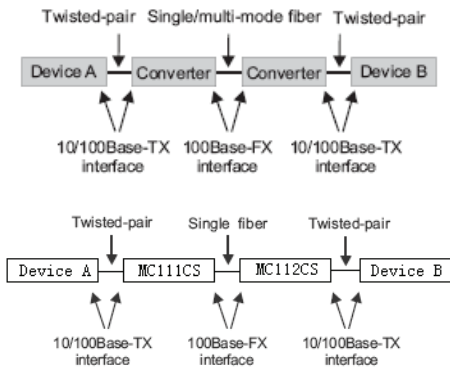 Twisted-pair Single/multi-mode fiber Twisted-pair
Device A Converter Converter Device B
10/100Base-TX 100Base-FX 10/100Base-TX
interface interface interface
Twisted-pair Single fiber Twisted-pair
Device A MC111CS MC112CS Device B
10/100Base-TX 100Base-FX 10/100Base-TX
interface interface interface